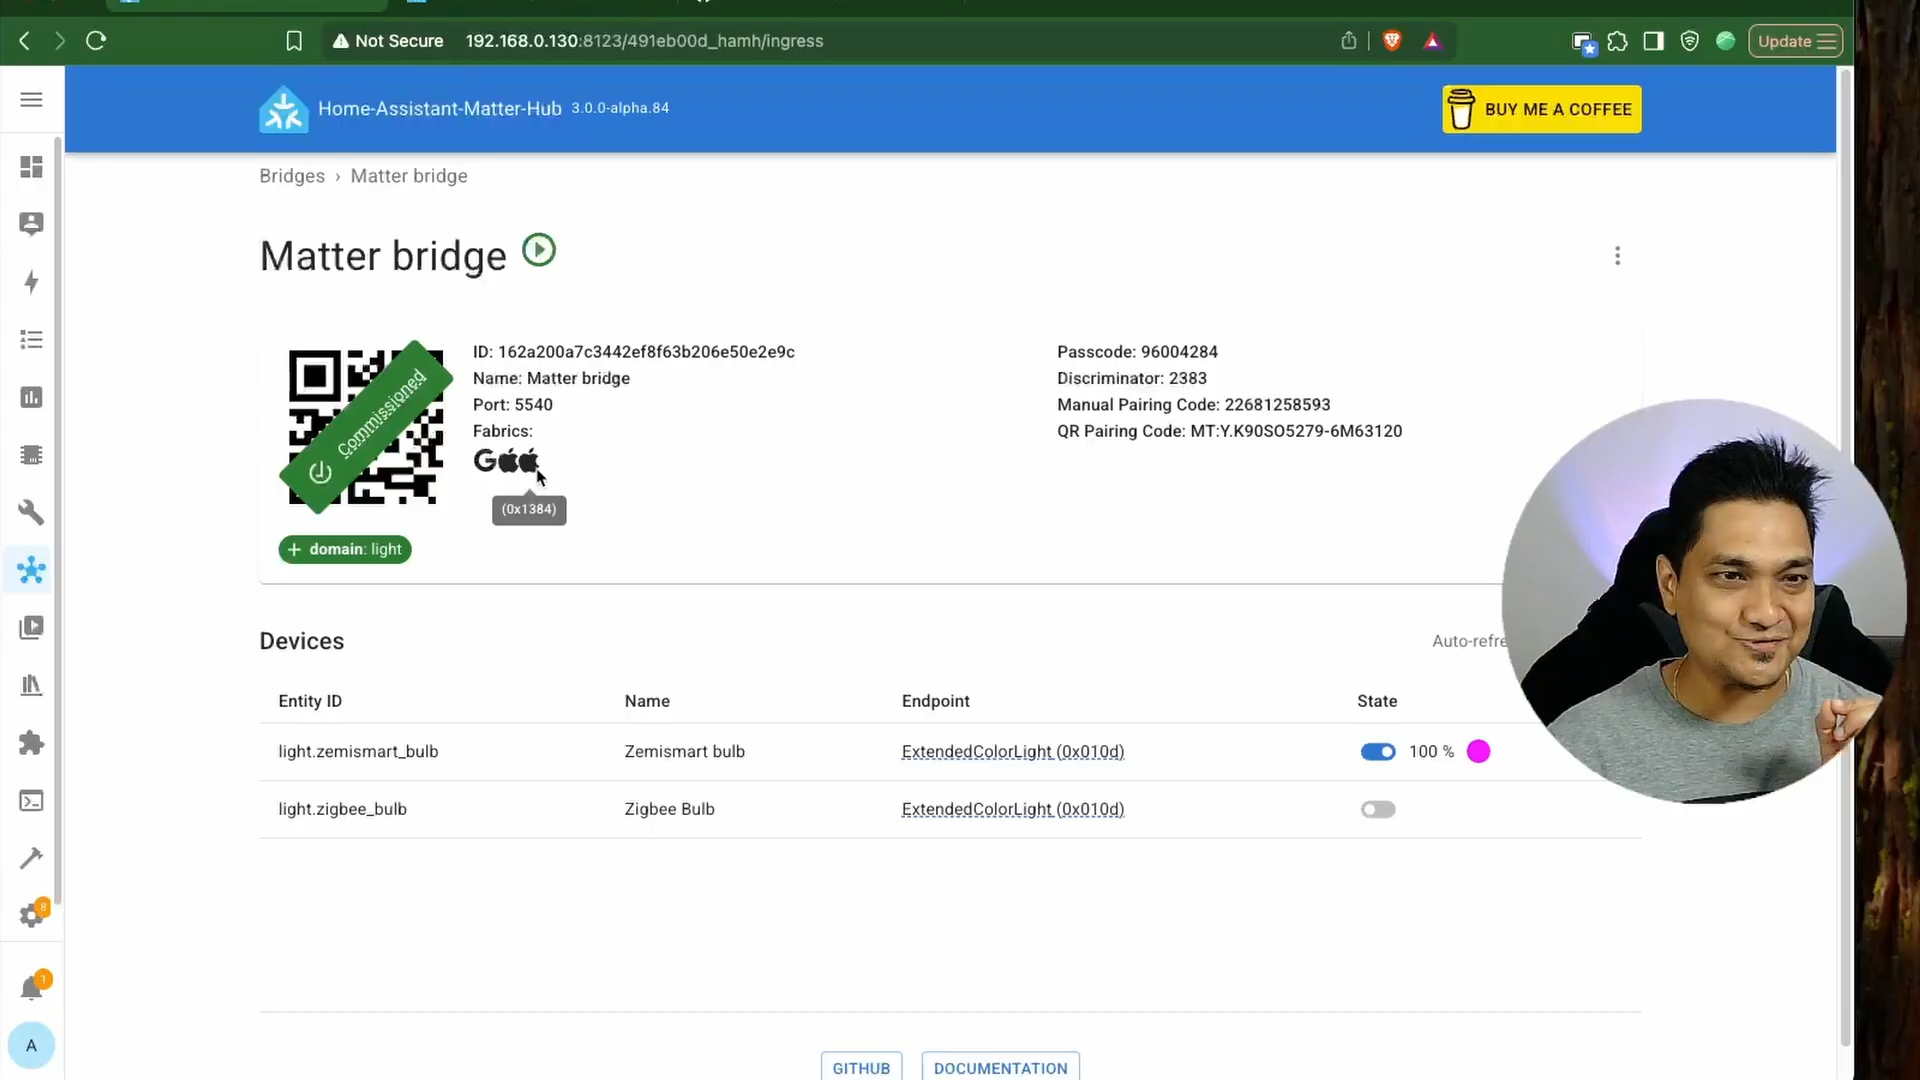 Not Secure 192.168.0.130:8123/491eb00d_hamh/ingress
Update
Home-Assistant-Matter-Hub 3.0.0-alpha.84
BUY ME A COFFEE
Bridges › Matter bridge
Matter bridge
Commissioned
ID: 162a200a7c3442ef8f63b206e50e2e9c
Name: Matter bridge
Port: 5540
Fabrics:
(0x1384)
Passcode: 96004284
Discriminator: 2383
Manual Pairing Code: 22681258593
QR Pairing Code: MT:Y.K90SO5279-6M63120
+ domain: light
Devices
Auto-refre
Entity ID Name Endpoint State
light.zemismart_bulb Zemismart bulb ExtendedColorLight (0x010d) 100 %
light.zigbee_bulb Zigbee Bulb ExtendedColorLight (0x010d)
8
1
A
GITHUB DOCUMENTATION